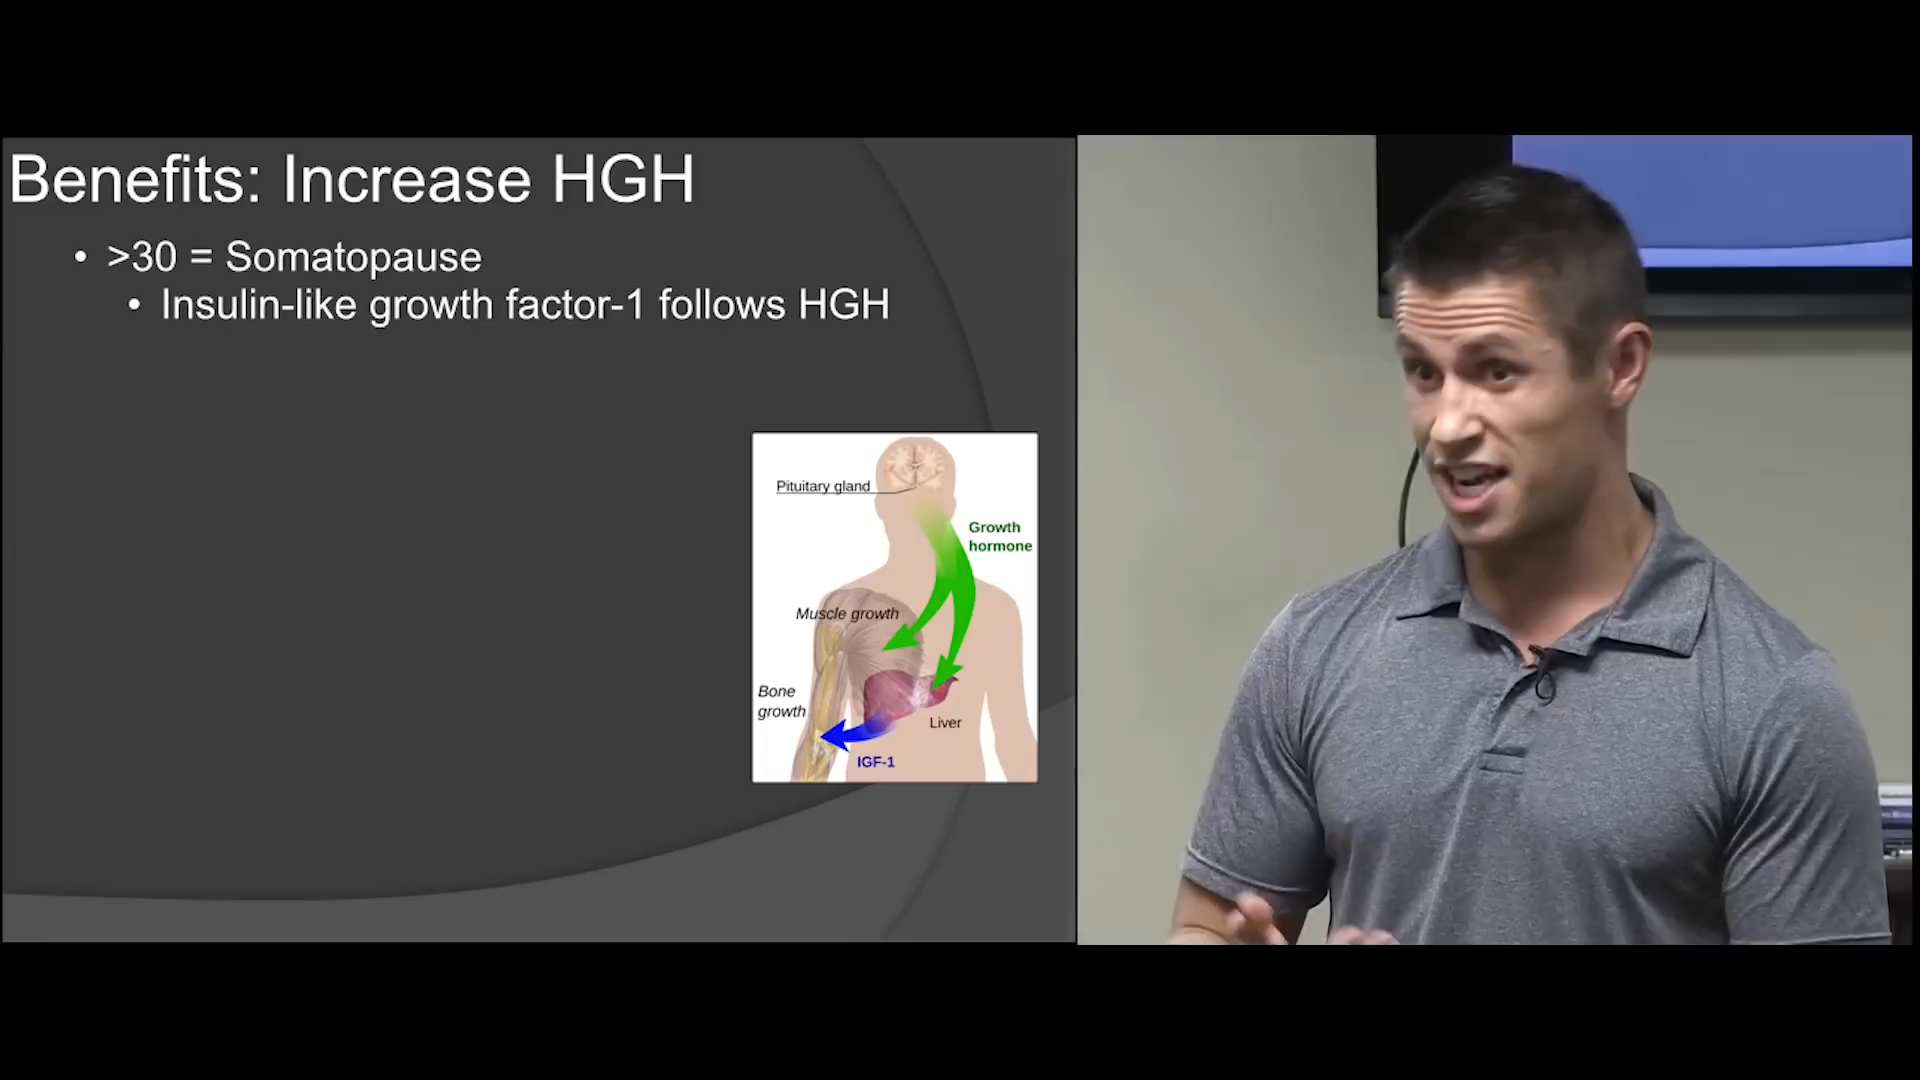 Benefits: Increase HGH
• >30 = Somatopause
• Insulin-like growth factor-1 follows HGH
Pituitary gland
Growth
hormone
Muscle growth
Bone
growth
Liver
IGF-1